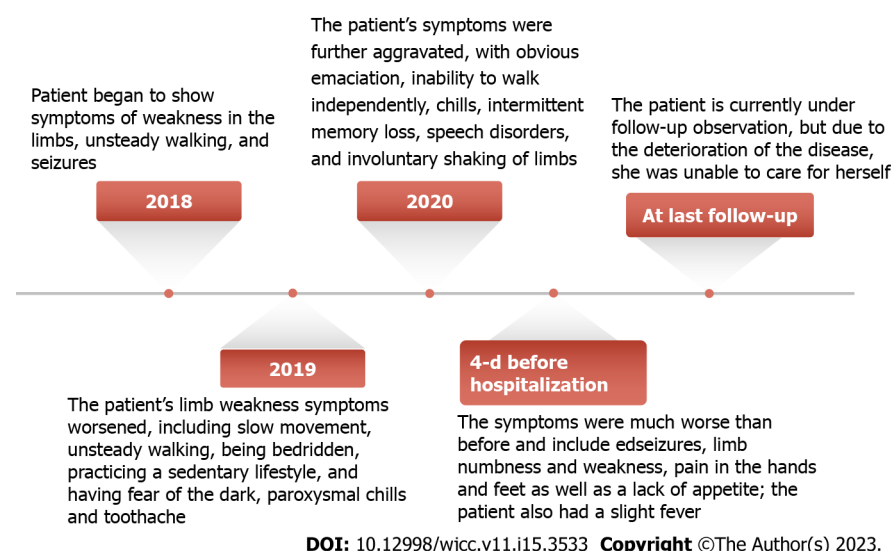 Patient began to show
symptoms of weakness in the
limbs, unsteady walking, and
seizures
2018
The patient's limb weakness symptoms
worsened, including slow movement,
unsteady walking, being bedridden,
practicing a sedentary lifestyle, and
having fear of the dark, paroxysmal chills
and toothache
2019
The patient's symptoms were
further aggravated, with obvious
emaciation, inability to walk
independently, chills, intermittent
memory loss, speech disorders,
and involuntary shaking of limbs
2020
4-d before
hospitalization
The symptoms were much worse than
before and include edseizures, limb
numbness and weakness, pain in the hands
and feet as well as a lack of appetite; the
patient also had a slight fever
The patient is currently under
follow-up observation, but due to
the deterioration of the disease,
she was unable to care for herself
At last follow-up
DOI: 10.12998/wjcc.v11.i15.3533 Copyright ©The Author(s) 2023.